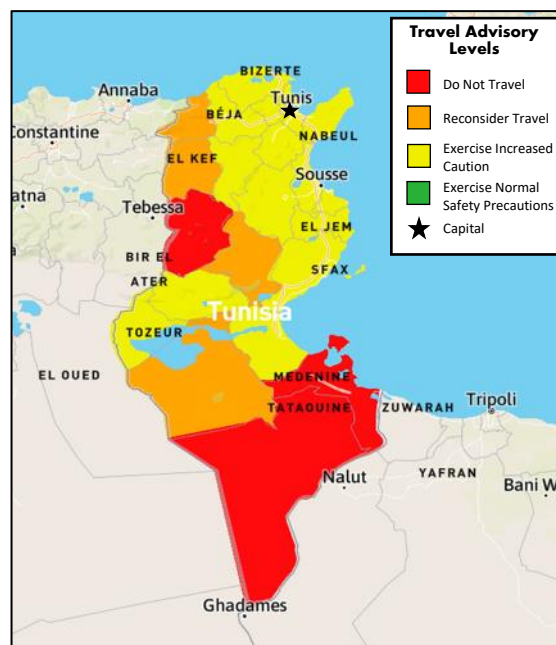 Travel Advisory
Levels
Do Not Travel
Reconsider Travel
Exercise Increased
Caution
Exercise Normal
Safety Precautions
Capital
BIZERTE
Annaba
Tunis
BÉJA
Constantine
NABEUL
EL KEF
Sousse
atna
Tebessa
EL JEM
BIR EL
ATER
SFAX
Tunisia
TOZEUR
EL OUED
MEDENINE
TATAOUINE
ZUWARAH
Tripoli
YAFRAN
Nalut
Bani W
Ghadames